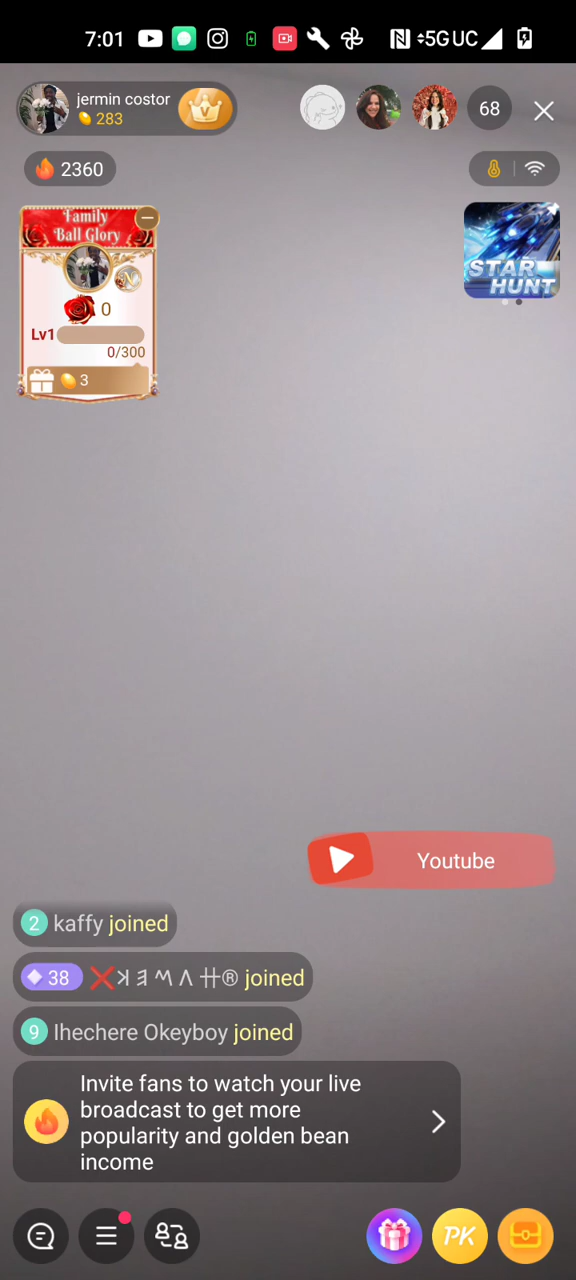 7:01
5G UC
jermin costor
283
V
68
2360
Family
Ball Glory
0
Lv1
0/300
3
STAR
HUNT
Youtube
2 kaffy joined
38 joined
9 Ihechere Okeyboy joined
Invite fans to watch your live
broadcast to get more
popularity and golden bean
income
PK